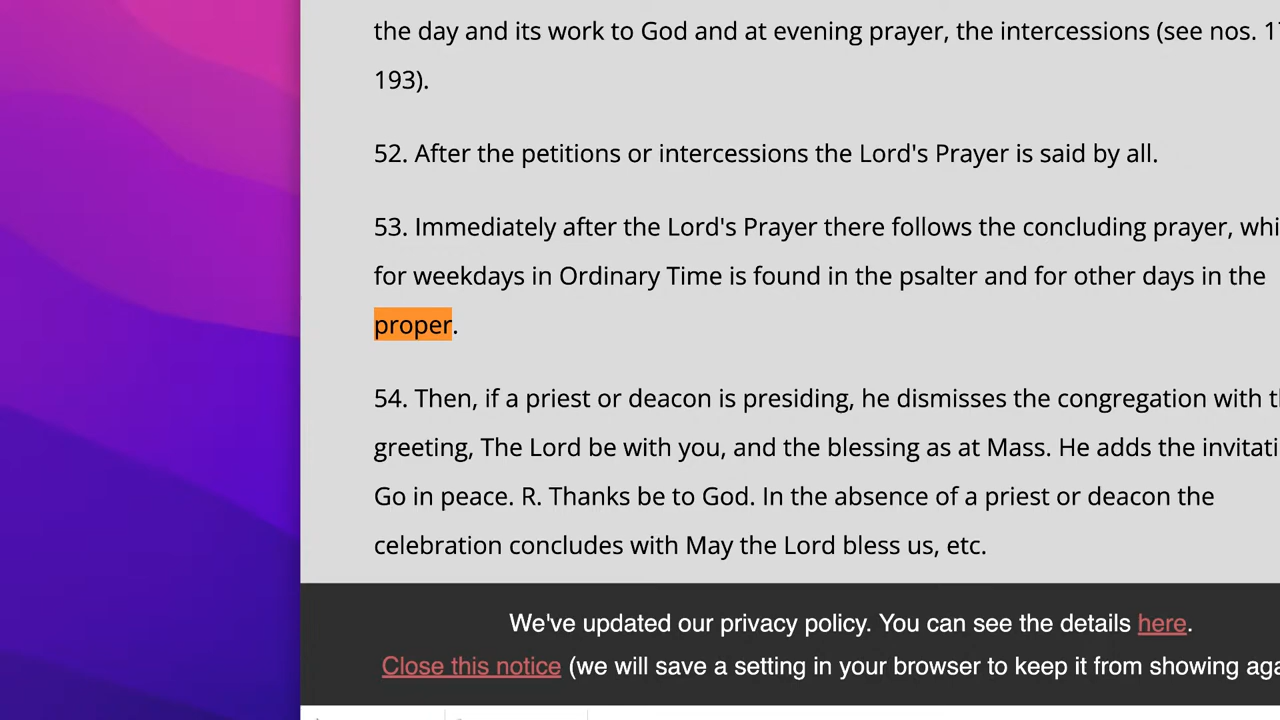 the day and its work to God and at evening prayer, the intercessions (see nos.
193).
52. After the petitions or intercessions the Lord's Prayer is said by all.
53. Immediately after the Lord's Prayer there follows the concluding prayer,
for weekdays in Ordinary Time is found in the psalter and for other days in the
proper.
54. Then, if a priest or deacon is presiding, he dismisses the congregation with
greeting, The Lord be with you, and the blessing as at Mass. He adds the
Go in peace. R. Thanks be to God. In the absence of a priest or deacon the
celebration concludes with May the Lord bless us, etc.
We've updated our privacy policy. You can see the details here.
Close this notice (we will save a setting in your browser to keep it from showing